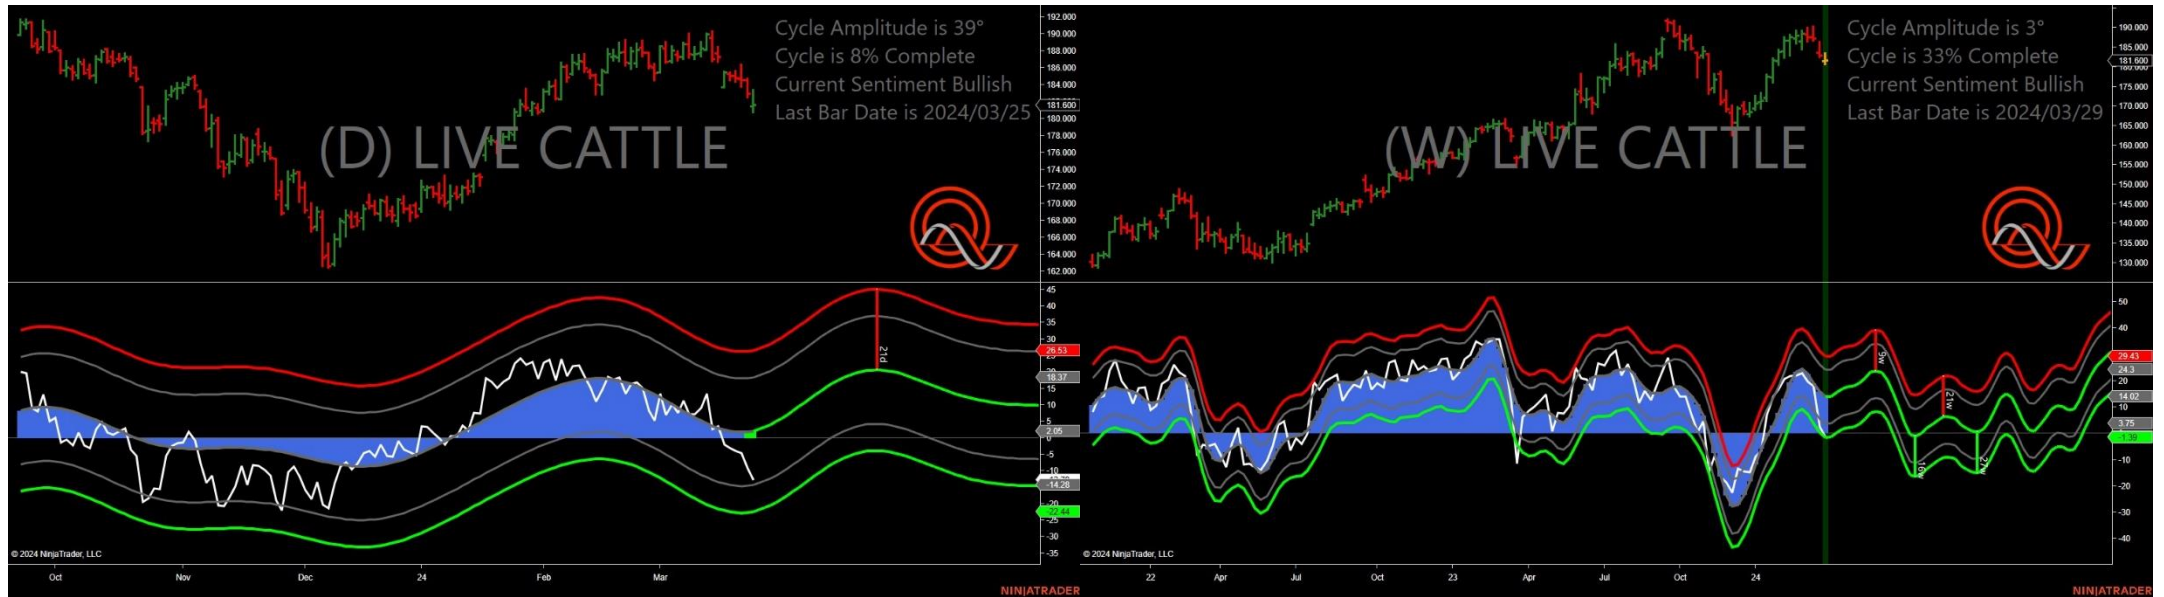 Cycle Amplitude is 39°
Cycle is 8% Complete
Current Sentiment Bullish
Last Bar Date is 2024/03/25
(D) LIVE CATTLE
192.000
190.000
188.000
186.000
184.000
181.600
180.000
178.000
176.000
174.000
172.000
170.000
168.000
166.000
164.000
162.000
45
40
35
30
26.53
20
18.37
15
10
5
2.05
0
-5
-10
-14.28
-20
-22.44
-25
-30
-35
21d
© 2024 NinjaTrader, LLC
Oct
Nov
Dec
24
Feb
Mar
NINJATRADER
Cycle Amplitude is 3°
Cycle is 33% Complete
Current Sentiment Bullish
Last Bar Date is 2024/03/29
(W) LIVE CATTLE
190.000
185.000
181.600
175.000
170.000
165.000
160.000
155.000
150.000
145.000
140.000
135.000
130.000
50
40
29.43
24.3
20
14.02
10
3.75
-1.39
-10
-20
-30
-40
9w
21w
16w
27w
© 2024 NinjaTrader, LLC
22
Apr
Jul
Oct
23
Apr
Jul
Oct
24
NINJATRADER